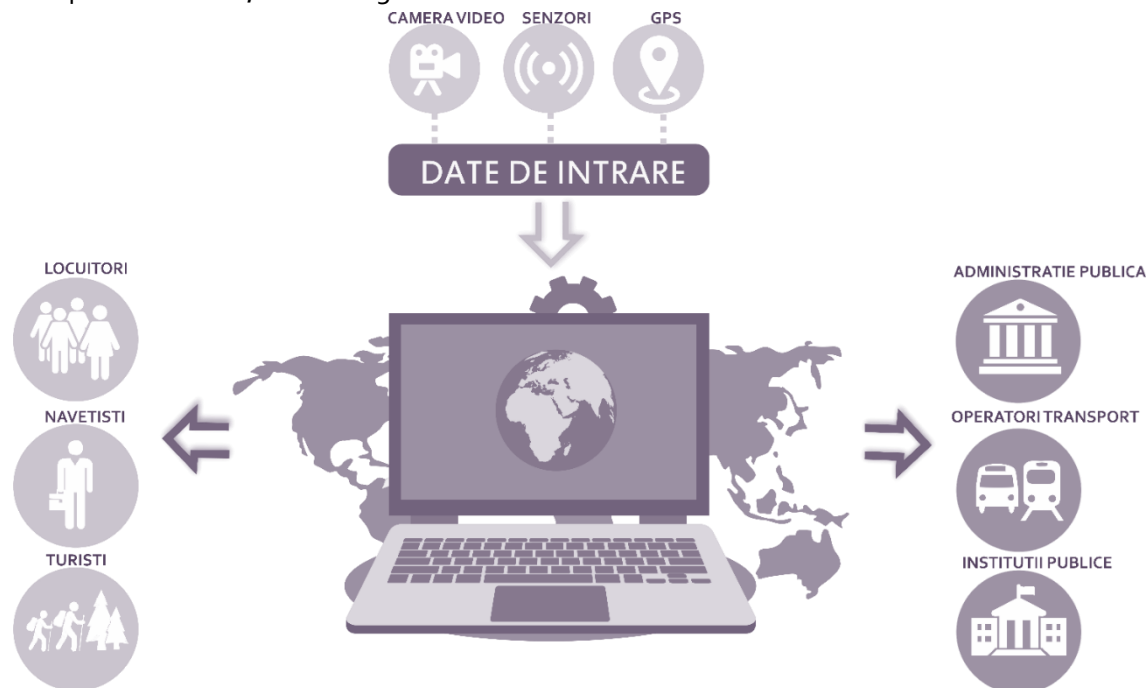 CAMERA VIDEO SENZORI GPS
DATE DE INTRARE
LOCUITORI
NAVETISTI
TURISTI
ADMINISTRATIE PUBLICA
OPERATORI TRANSPORT
INSTITUTII PUBLICE